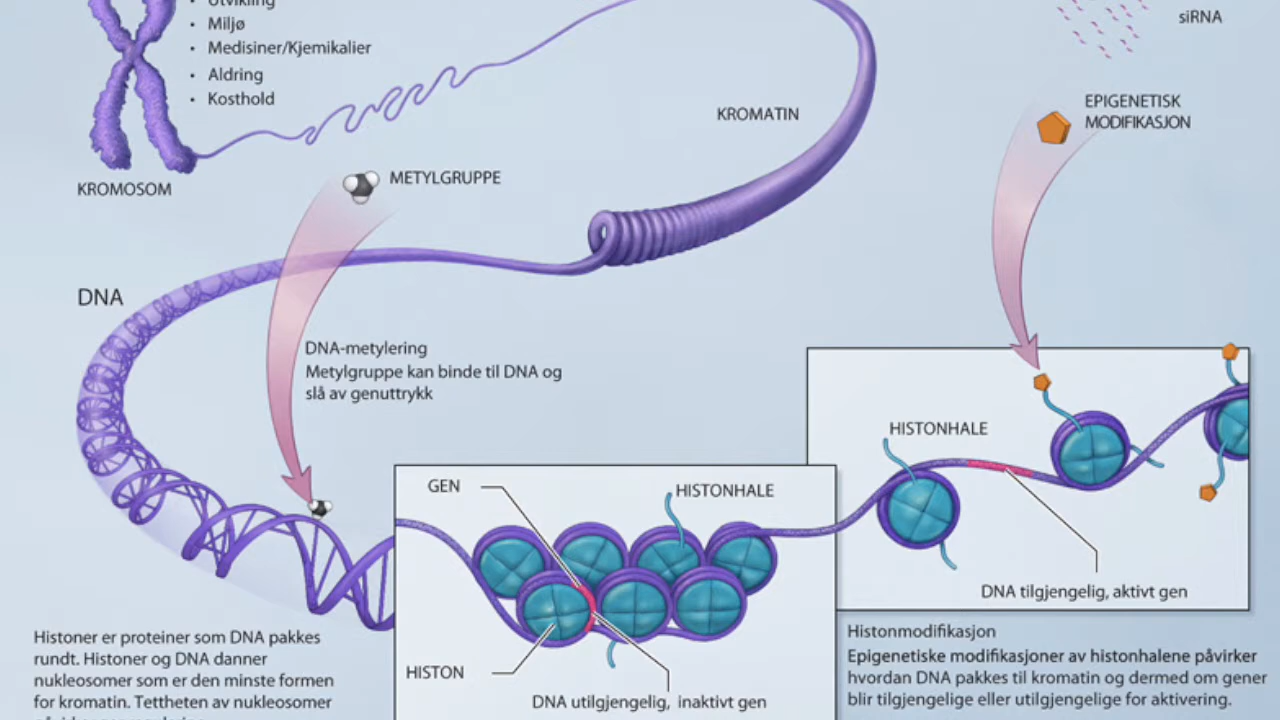 Utvikling
• Miljø
• Medisiner/Kjemikalier
• Aldring
• Kosthold
siRNA
EPIGENETISK
MODIFIKASJON
KROMATIN
METYLGRUPPE
KROMOSOM
DNA
DNA-metylering
Metylgruppe kan binde til DNA og
slå av genuttrykk
HISTONHALE
GEN
HISTONHALE
DNA tilgjengelig, aktivt gen
HISTON
DNA utilgjengelig, inaktivt gen
Histoner er proteiner som DNA pakkes
rundt. Histoner og DNA danner
nukleosomer som er den minste formen
for kromatin. Tettheten av nukleosomer
Histonmodifikasjon
Epigenetiske modifikasjoner av histonhalene påvirker
hvordan DNA pakkes til kromatin og dermed om gener
blir tilgjengelige eller utilgjengelige for aktivering.